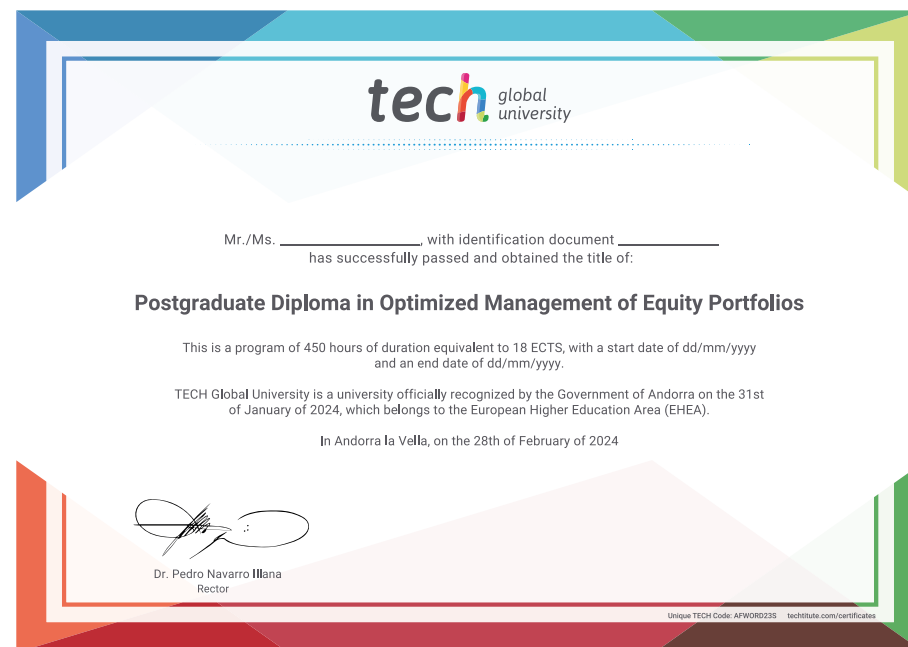 tech global
university
Mr./Ms. ____________, with identification document ____________
has successfully passed and obtained the title of:
Postgraduate Diploma in Optimized Management of Equity Portfolios
This is a program of 450 hours of duration equivalent to 18 ECTS, with a start date of dd/mm/yyyy
and an end date of dd/mm/yyyy.
TECH Global University is a university officially recognized by the Government of Andorra on the 31st
of January of 2024, which belongs to the European Higher Education Area (EHEA).
In Andorra la Vella, on the 28th of February of 2024
Dr. Pedro Navarro Illana
Rector
Unique TECH Code: AFWORD23S techtitute.com/certificates